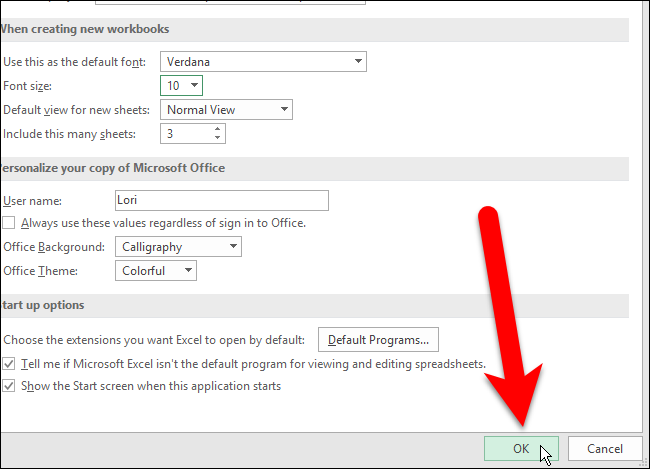 When creating new workbooks
Use this as the default font: Verdana
Font size: 10
Default view for new sheets: Normal View
Include this many sheets: 3
ersonalize your copy of Microsoft Office
User name: Lori
Always use these values regardless of sign in to Office.
Office Background: Calligraphy
Office Theme: Colorful
tart up options
Choose the extensions you want Excel to open by default: Default Programs...
Tell me if Microsoft Excel isn't the default program for viewing and editing spreadsheets.
Show the Start screen when this application starts
OK Cancel